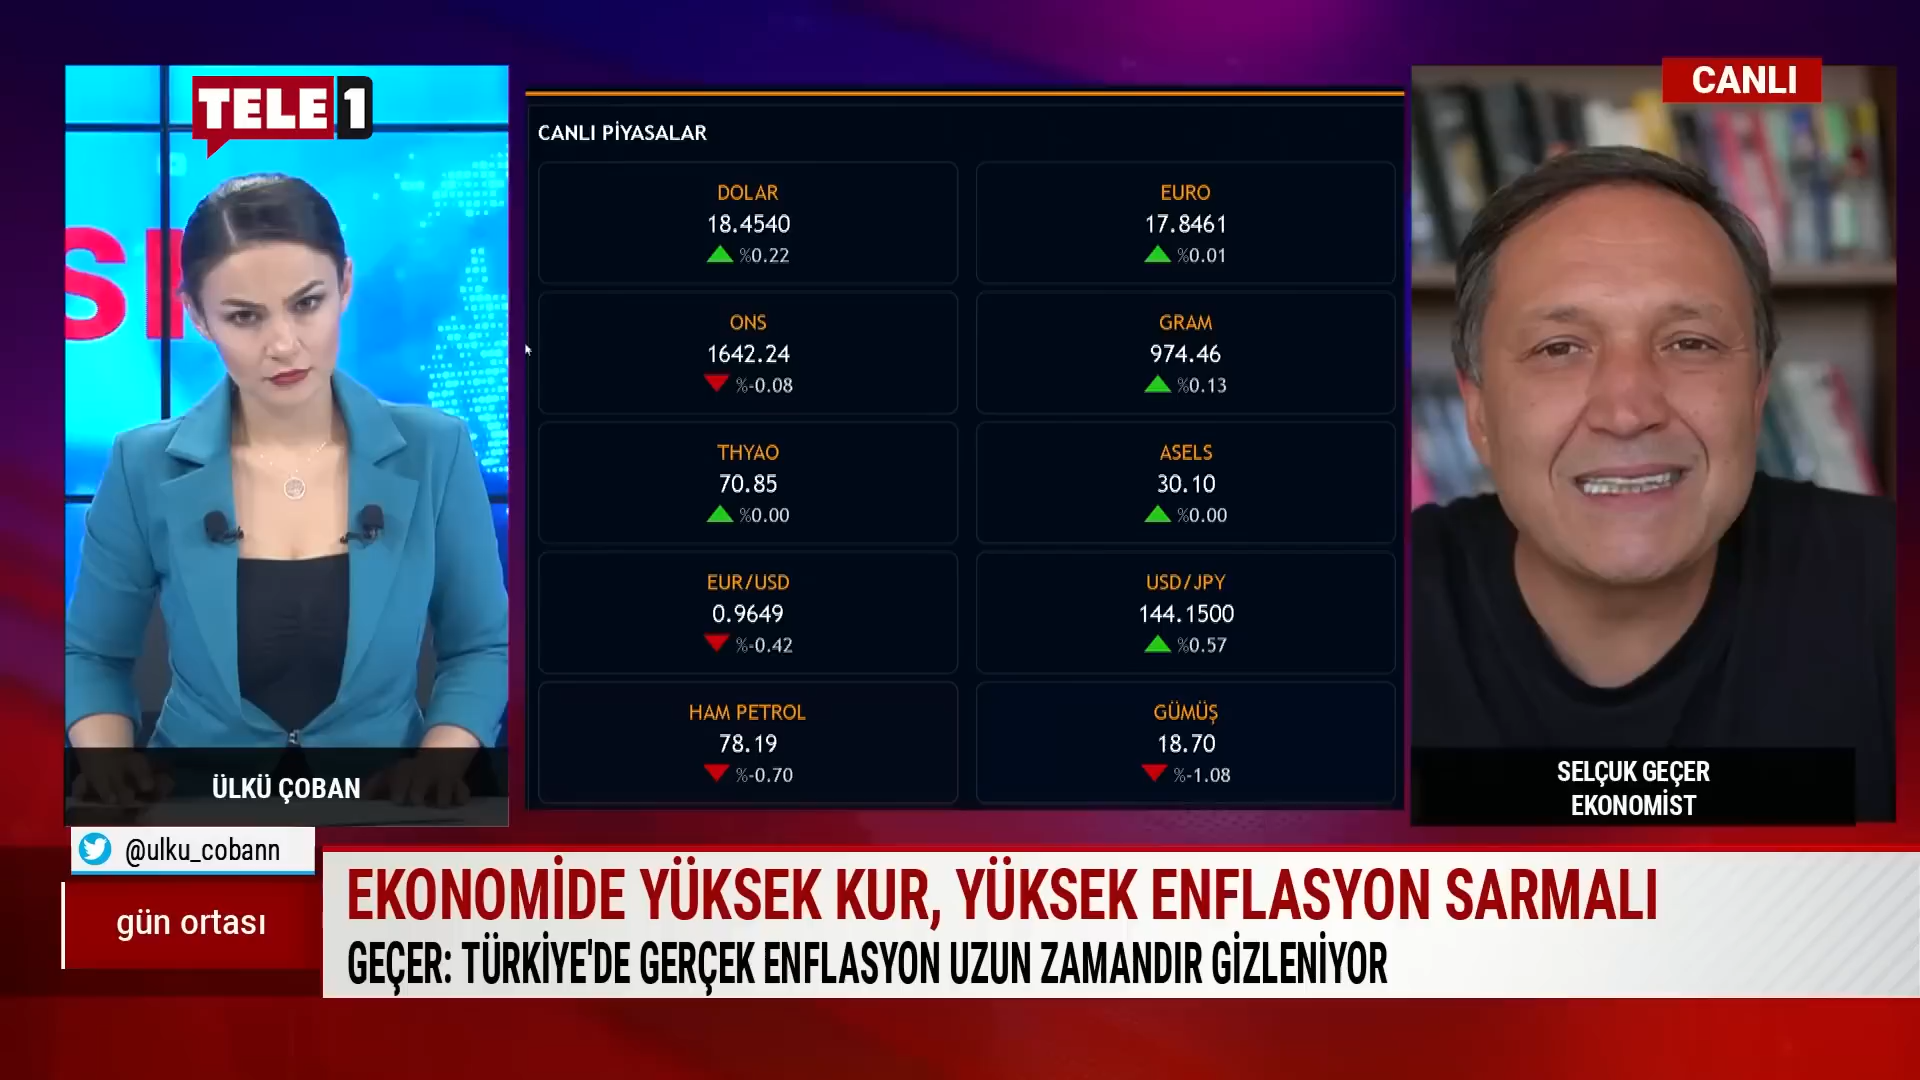 TELE 1
CANLI
CANLI PİYASALAR
DOLAR
18.4540
%0.22
EURO
17.8461
%0.01
ONS
1642.24
%-0.08
GRAM
974.46
%0.13
THYAO
70.85
%0.00
ASELS
30.10
%0.00
EUR/USD
0.9649
%-0.42
USD/JPY
144.1500
%0.57
HAM PETROL
78.19
%-0.70
GÜMÜŞ
18.70
%-1.08
ÜLKÜ ÇOBAN
SELÇUK GEÇER
EKONOMİST
@ulku_cobann
gün ortası
EKONOMİDE YÜKSEK KUR, YÜKSEK ENFLASYON SARMALI
GEÇER: TÜRKİYE'DE GERÇEK ENFLASYON UZUN ZAMANDIR GİZLENİYOR